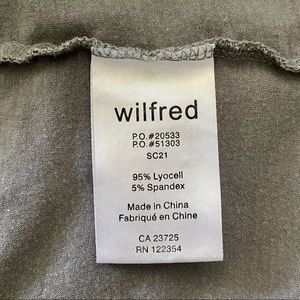 wilfred
P.O.#20533
P.O.#51303
SC21
95% Lyocell
5% Spandex
Made in China
Fabriqué en Chine
CA 23725
RN 122354